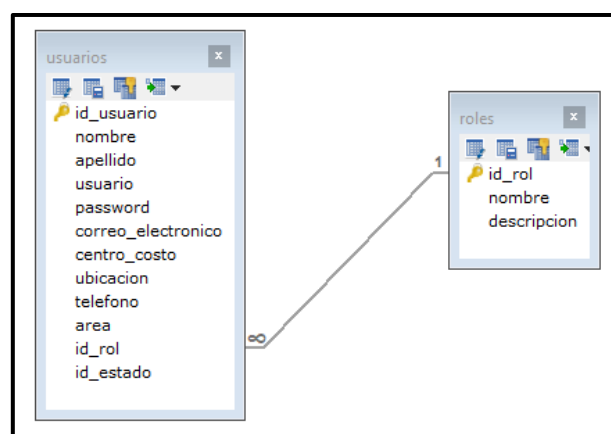 usuarios
x
id_usuario
nombre
apellido
usuario
password
correo_electronico
centro_costo
ubicacion
telefono
area
id_rol
id_estado
∞
1
roles
x
id_rol
nombre
descripcion